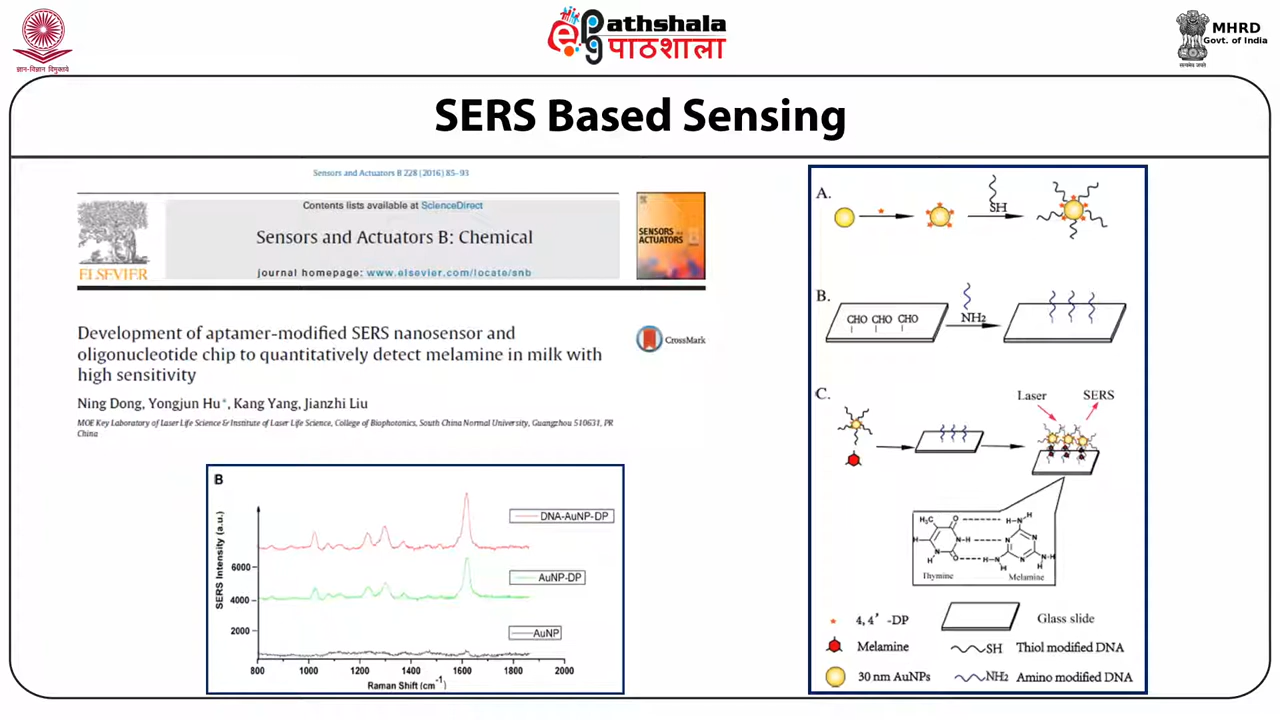 ज्ञान-विज्ञान विमुक्तये
ePathshala
पाठशाला
सत्यमेव जयते
MHRD
Govt. of India
SERS Based Sensing
Sensors and Actuators B 228 (2016) 85–93
Contents lists available at ScienceDirect
Sensors and Actuators B: Chemical
journal homepage: www.elsevier.com/locate/snb
ELSEVIER
SENSORS and
ACTUATORS
Development of aptamer-modified SERS nanosensor and
oligonucleotide chip to quantitatively detect melamine in milk with
high sensitivity
CrossMark
Ning Dong, Yongjun Hu*, Kang Yang, Jianzhi Liu
MOE Key Laboratory of Laser Life Science & Institute of Laser Life Science, College of Biophotonics, South China Normal University, Guangzhou 510631, PR
China
B
SERS Intensity (a.u.)
6000
4000
2000
DNA-AuNP-DP
AuNP-DP
AuNP
800 1000 1200 1400 1600 1800 2000
Raman Shift (cm-1)
A.
SH
B.
CHO CHO CHO
NH2
C.
Laser SERS
H3C O H N H
H N H N N
N O H N N N H
H H H
Thymine Melamine
4, 4'-DP Glass slide
Melamine SH Thiol modified DNA
30 nm AuNPs NH2 Amino modified DNA